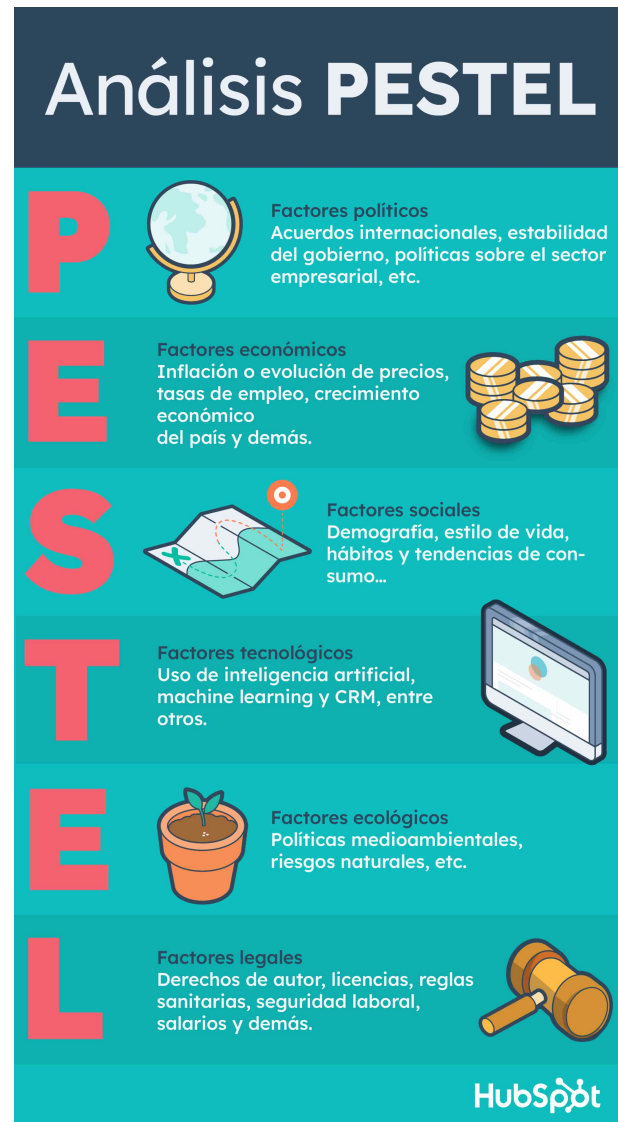 Análisis PESTEL
P
Factores políticos
Acuerdos internacionales, estabilidad
del gobierno, políticas sobre el sector
empresarial, etc.
E
Factores económicos
Inflación o evolución de precios,
tasas de empleo, crecimiento
económico
del país y demás.
S
Factores sociales
Demografía, estilo de vida,
hábitos y tendencias de con-
sumo...
T
Factores tecnológicos
Uso de inteligencia artificial,
machine learning y CRM, entre
otros.
E
Factores ecológicos
Políticas medioambientales,
riesgos naturales, etc.
L
Factores legales
Derechos de autor, licencias, reglas
sanitarias, seguridad laboral,
salarios y demás.
HubSpot